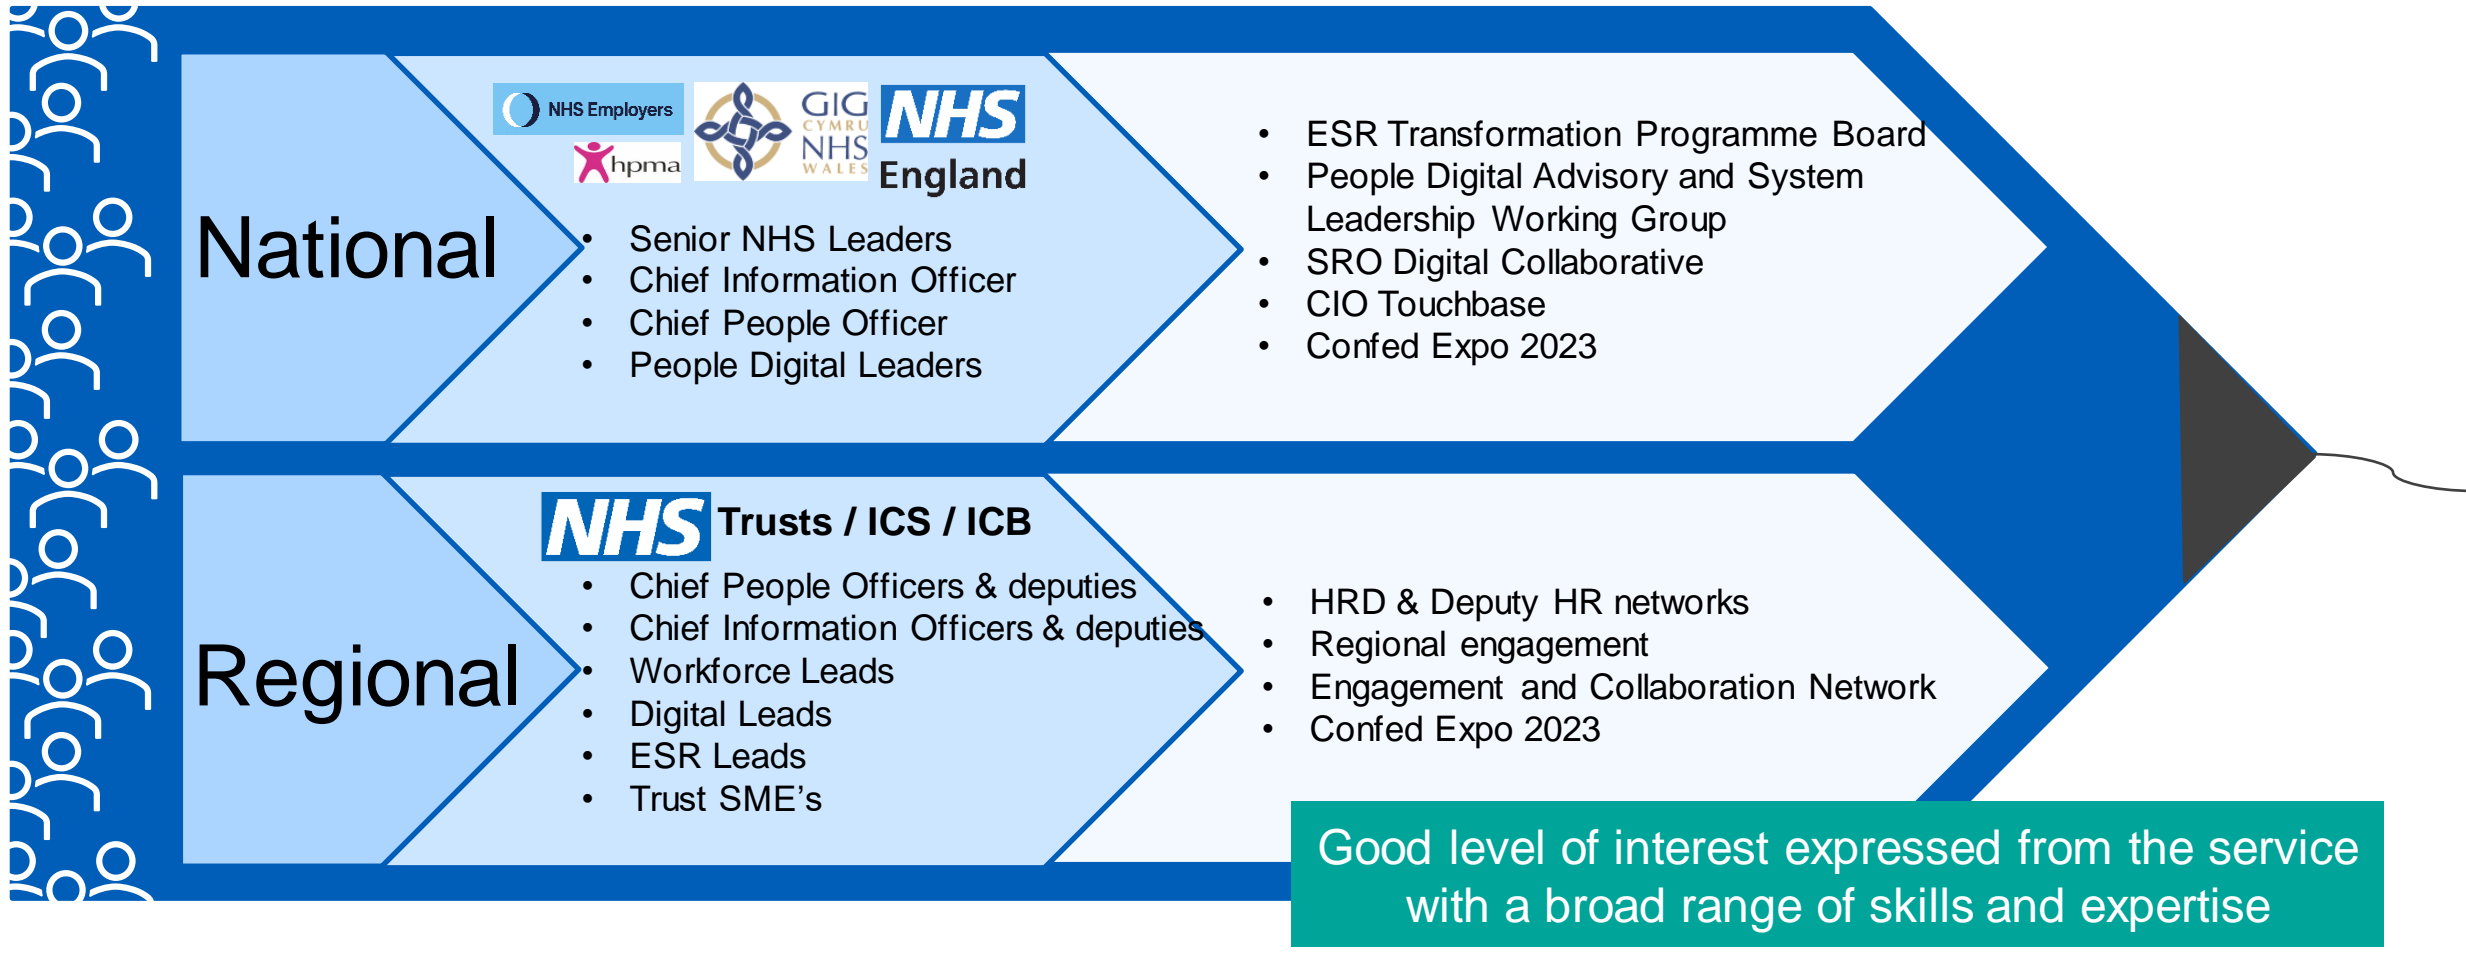 National
NHS Employers
hpma
GIG
CYMRU
NHS
WALES
NHS
England
• Senior NHS Leaders
• Chief Information Officer
• Chief People Officer
• People Digital Leaders
• ESR Transformation Programme Board
• People Digital Advisory and System
Leadership Working Group
• SRO Digital Collaborative
• CIO Touchbase
• Confed Expo 2023
Regional
NHS Trusts / ICS / ICB
• Chief People Officers & deputies
• Chief Information Officers & deputies
• Workforce Leads
• Digital Leads
• ESR Leads
• Trust SME’s
• HRD & Deputy HR networks
• Regional engagement
• Engagement and Collaboration Network
• Confed Expo 2023
Good level of interest expressed from the service
with a broad range of skills and expertise